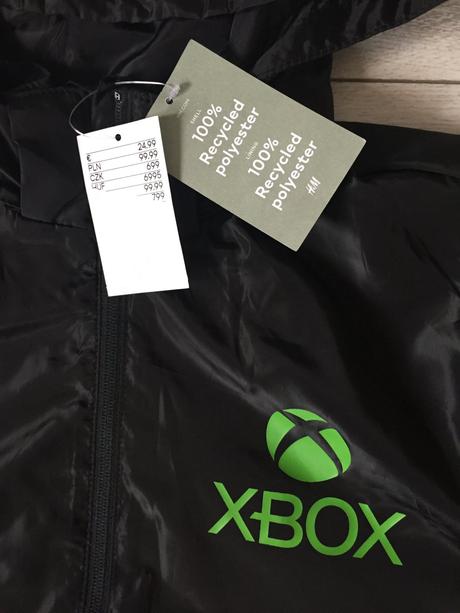 € 24.99
PLN 99.99
CZK 699
HUF 6995
99.99
799
SHELL
100%
Recycled
polyester
LINING
100%
Recycled
polyester
H&M
XBOX